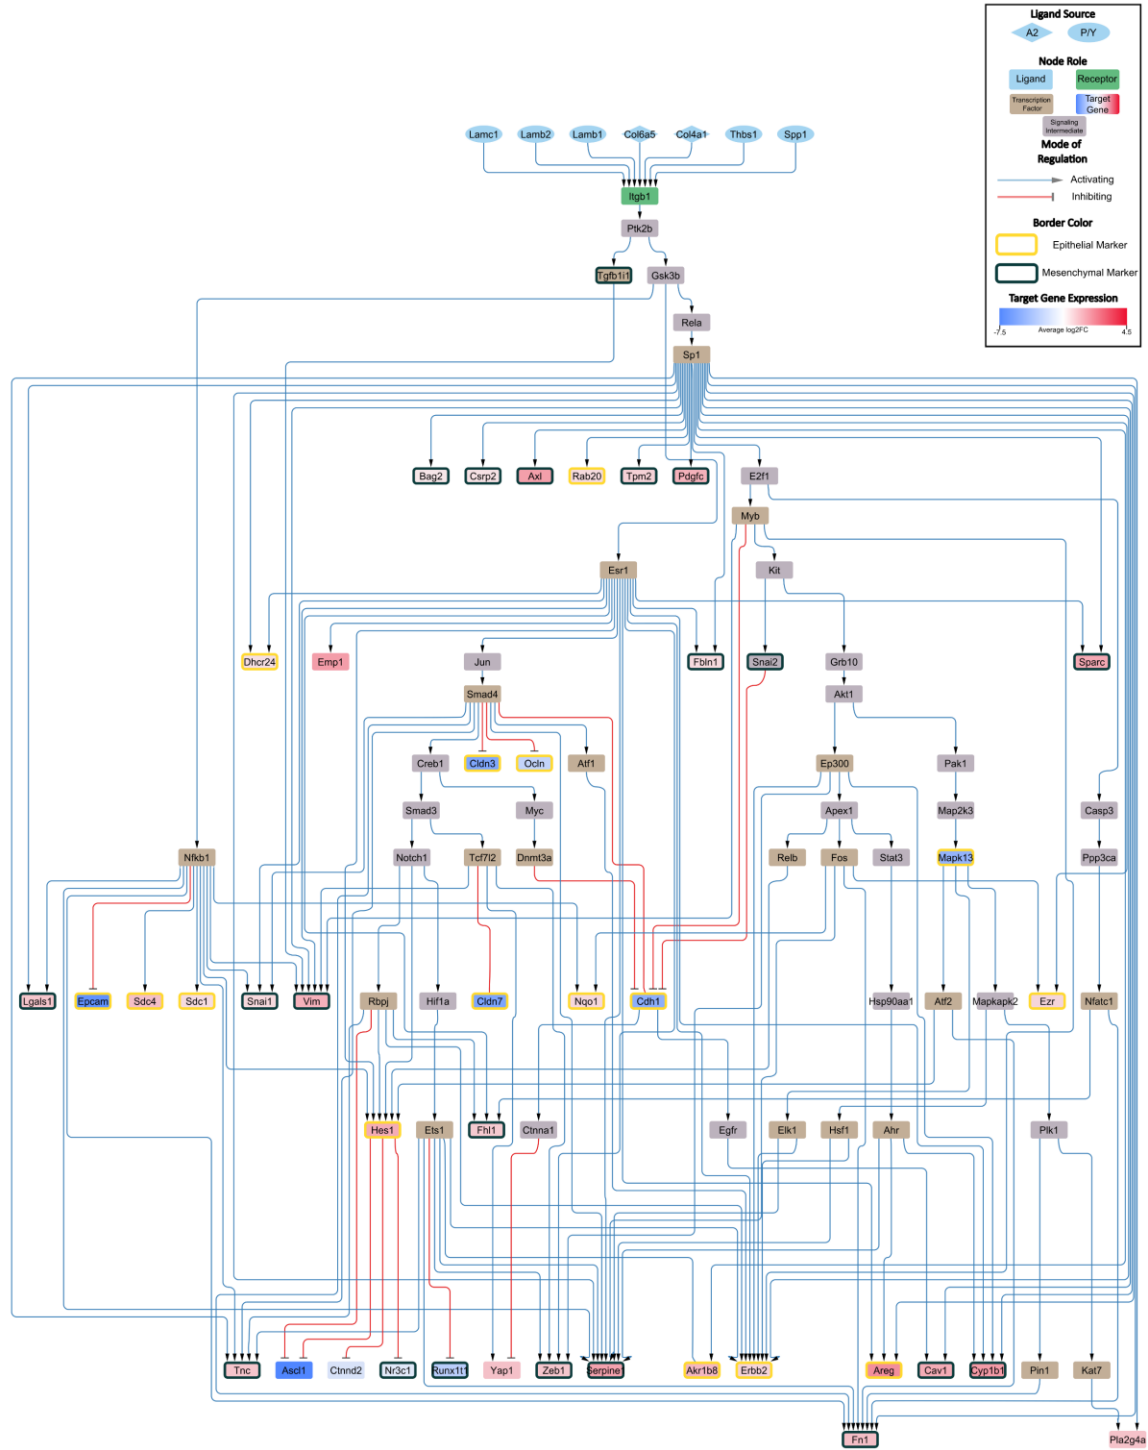 Ligand Source
A2 P/Y
Node Role
Ligand Receptor
Transcription Factor
Target Gene
Signaling Intermediate
Mode of
Regulation
Activating
Inhibiting
Border Color
Epithelial Marker
Mesenchymal Marker
Target Gene Expression
-7.5 Average log2FC 4.5
Lamc1 Lamb2 Lamb1 Col6a5 Col4a1 Thbs1 Spp1
Itgb1
Ptk2b
Tgfb1i1 Gsk3b
Rela
Sp1
Bag2 Csrp2 Axl Rab20 Tpm2 Pdgfc E2f1
Myb
Esr1 Kit
Dhcr24 Emp1 Jun Fbln1 Snai2 Grb10 Sparc
Smad4 Akt1
Creb1 Cldn3 Ocln Atf1 Ep300 Pak1
Smad3 Myc Apex1 Map2k3 Casp3
Nfkb1 Notch1 Tcf7l2 Dnmt3a Relb Fos Stat3 Mapk13 Ppp3ca
Lgals1 Epcam Sdc4 Sdc1 Snai1 Vim Rbpj Hif1a Cldn7 Nqo1 Cdh1 Hsp90aa1 Atf2 Mapkapk2 Ezr Nfatc1
Hes1 Ets1 Fhl1 Ctnna1 Egfr Elk1 Hsf1 Ahr Plk1
Tnc Ascl1 Ctnnd2 Nr3c1 Runx1t1 Yap1 Zeb1 Serpine1 Akr1b8 Erbb2 Areg Cav1 Cyp1b1 Pin1 Kat7
Fn1 Pla2g4a